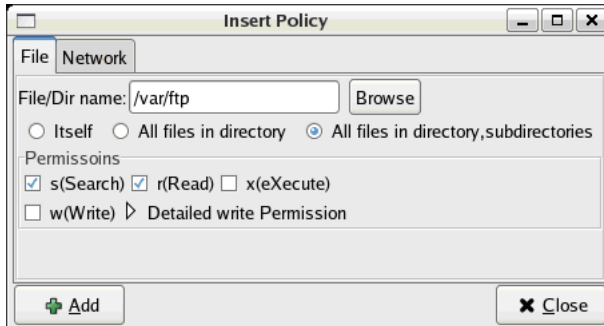 Insert Policy
File Network
File/Dir name: /var/ftp Browse
Itself All files in directory All files in directory,subdirectories
Permissoins
s(Search) r(Read) x(eXecute)
w(Write) Detailed write Permission
Add Close